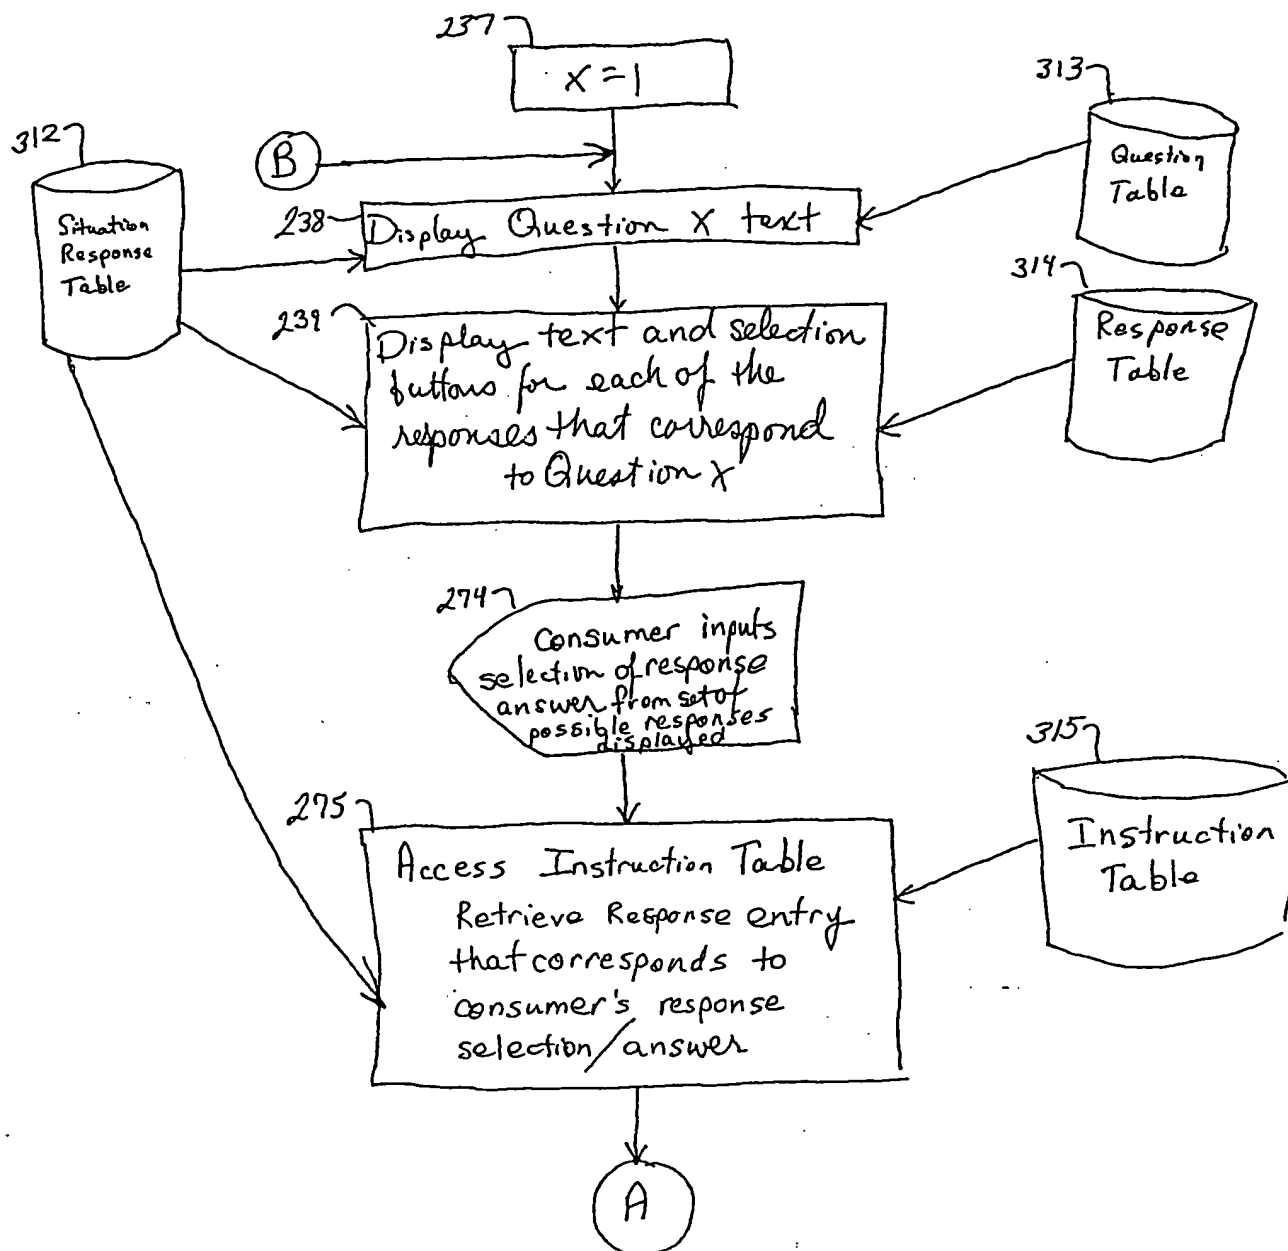 237
X = 1
313
Question
Table
312
Situation
Response
Table
B
238
Display Question X text
314
Response
Table
239
Display text and selection
buttons for each of the
responses that correspond
to Question X
274
Consumer inputs
selection of response
answer from set of
possible responses
displayed
315
Instruction
Table
275
Access Instruction Table
Retrieve Response entry
that corresponds to
consumer's response
selection/answer
A